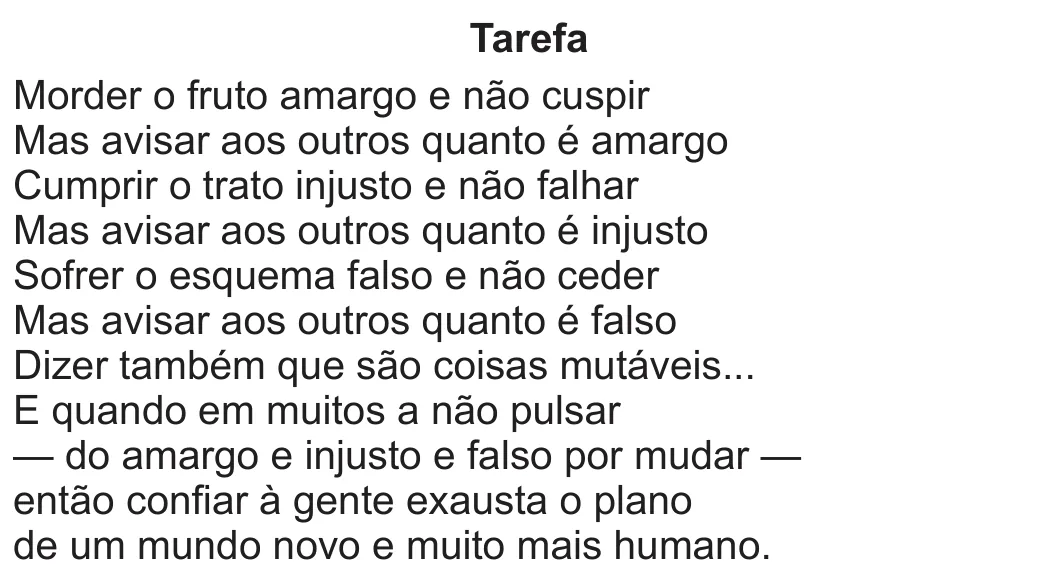 Tarefa
Morder o fruto amargo e não cuspir
Mas avisar aos outros quanto é amargo
Cumprir o trato injusto e não falhar
Mas avisar aos outros quanto é injusto
Sofrer o esquema falso e não ceder
Mas avisar aos outros quanto é falso
Dizer também que são coisas mutáveis...
E quando em muitos a não pulsar
— do amargo e injusto e falso por mudar —
então confiar à gente exausta o plano
de um mundo novo e muito mais humano.